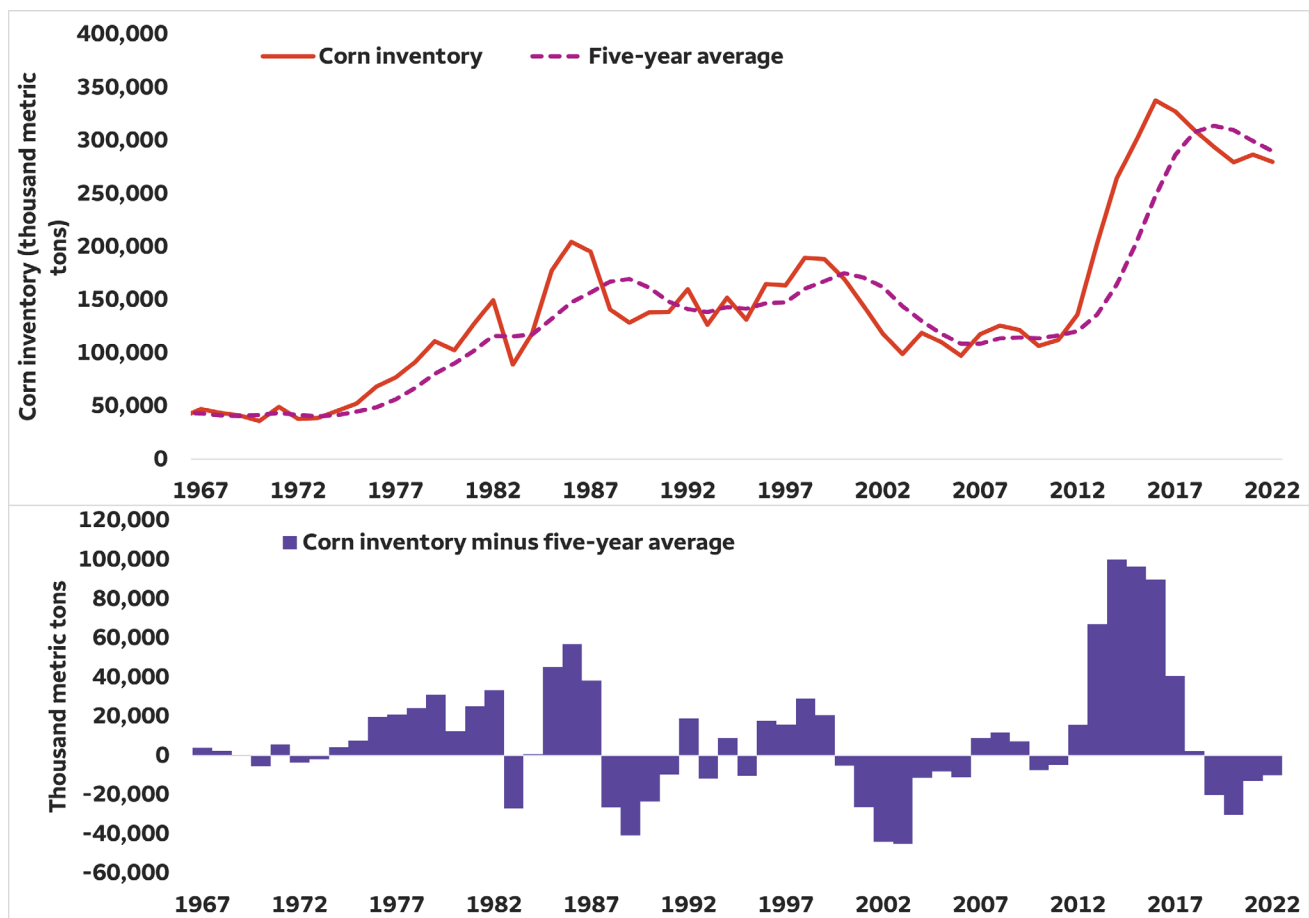 400,000
Corn inventory
Five-year average
350,000
300,000
250,000
200,000
150,000
100,000
50,000
0
Corn inventory (thousand metric
tons)
1967 1972 1977 1982 1987 1992 1997 2002 2007 2012 2017 2022
120,000
Corn inventory minus five-year average
100,000
80,000
60,000
40,000
20,000
0
-20,000
-40,000
-60,000
Thousand metric tons
1967 1972 1977 1982 1987 1992 1997 2002 2007 2012 2017 2022